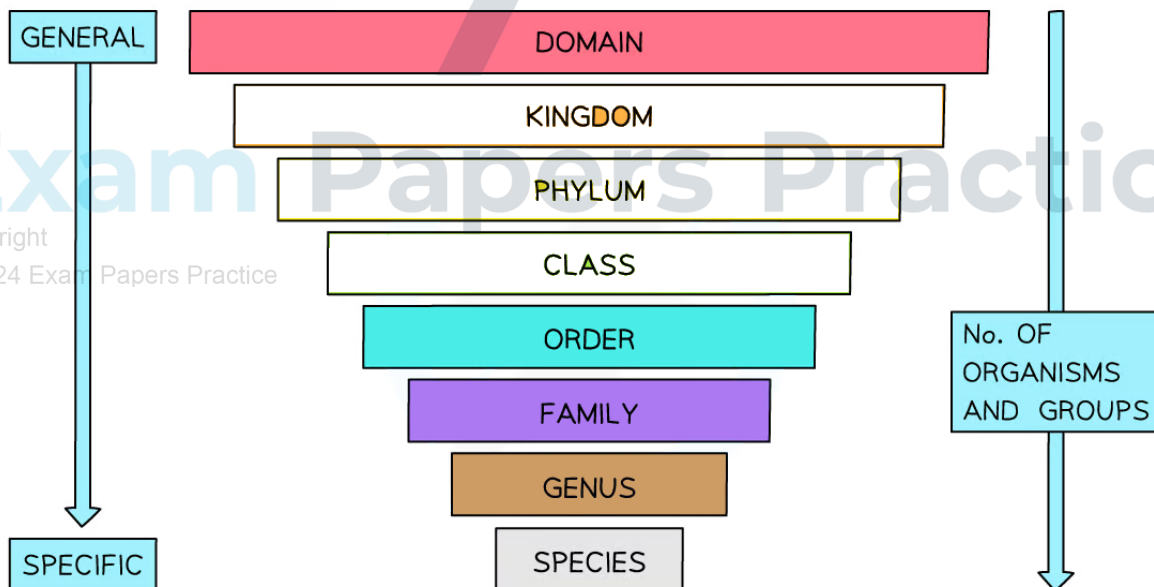 GENERAL
DOMAIN
KINGDOM
Exam Papers Practic
PHYLUM
right
CLASS
24 Exam Papers Practice
ORDER
No. OF
ORGANISMS
AND GROUPS
FAMILY
GENUS
SPECIES
SPECIFIC